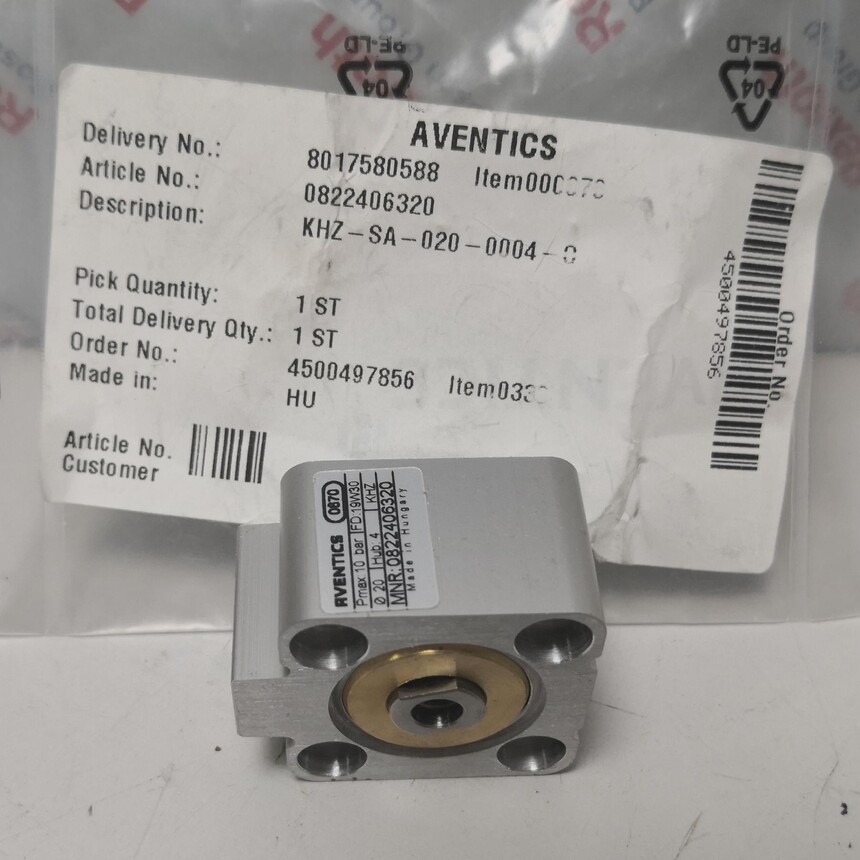 PE-LD
04
PE-LD
04
AVENTICS
Delivery No.: 8017580588
Article No.: 0822406320
Description: KHZ-SA-020-0004-
Pick Quantity: 1 ST
Total Delivery Qty.: 1 ST
Order No.: 4500497856
Made in: HU
Article No.
Customer
Order No.
4500497856
AVENTICS 0670
Pmax 10 bar FD:19W30
Ø 20 Hub: 4 KHZ
MNR:0822406320
Made in Hungary